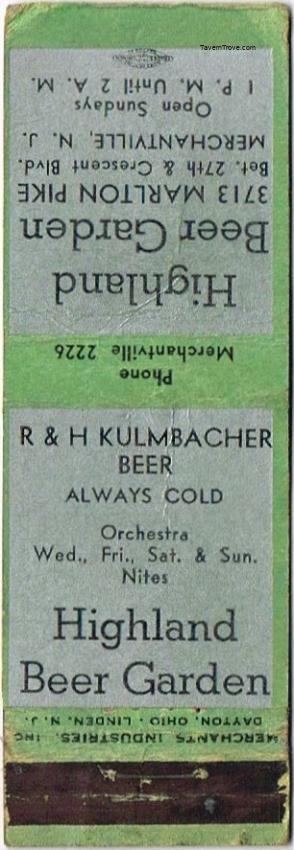 TavernTrove.com
Highland
Beer Garden
3713 MARLTON PIKE
Bet. 27th & Crescent Blvd.
MERCHANTVILLE, N. J.
Open Sundays
1 P. M. Until 2 A. M.
Phone
Merchantville 2226
R & H KULMBACHER
BEER
ALWAYS COLD
Orchestra
Wed., Fri., Sat. & Sun.
Nites
Highland
Beer Garden
MERCHANTS INDUSTRIES, INC
DAYTON, OHIO · LINDEN, N. J.